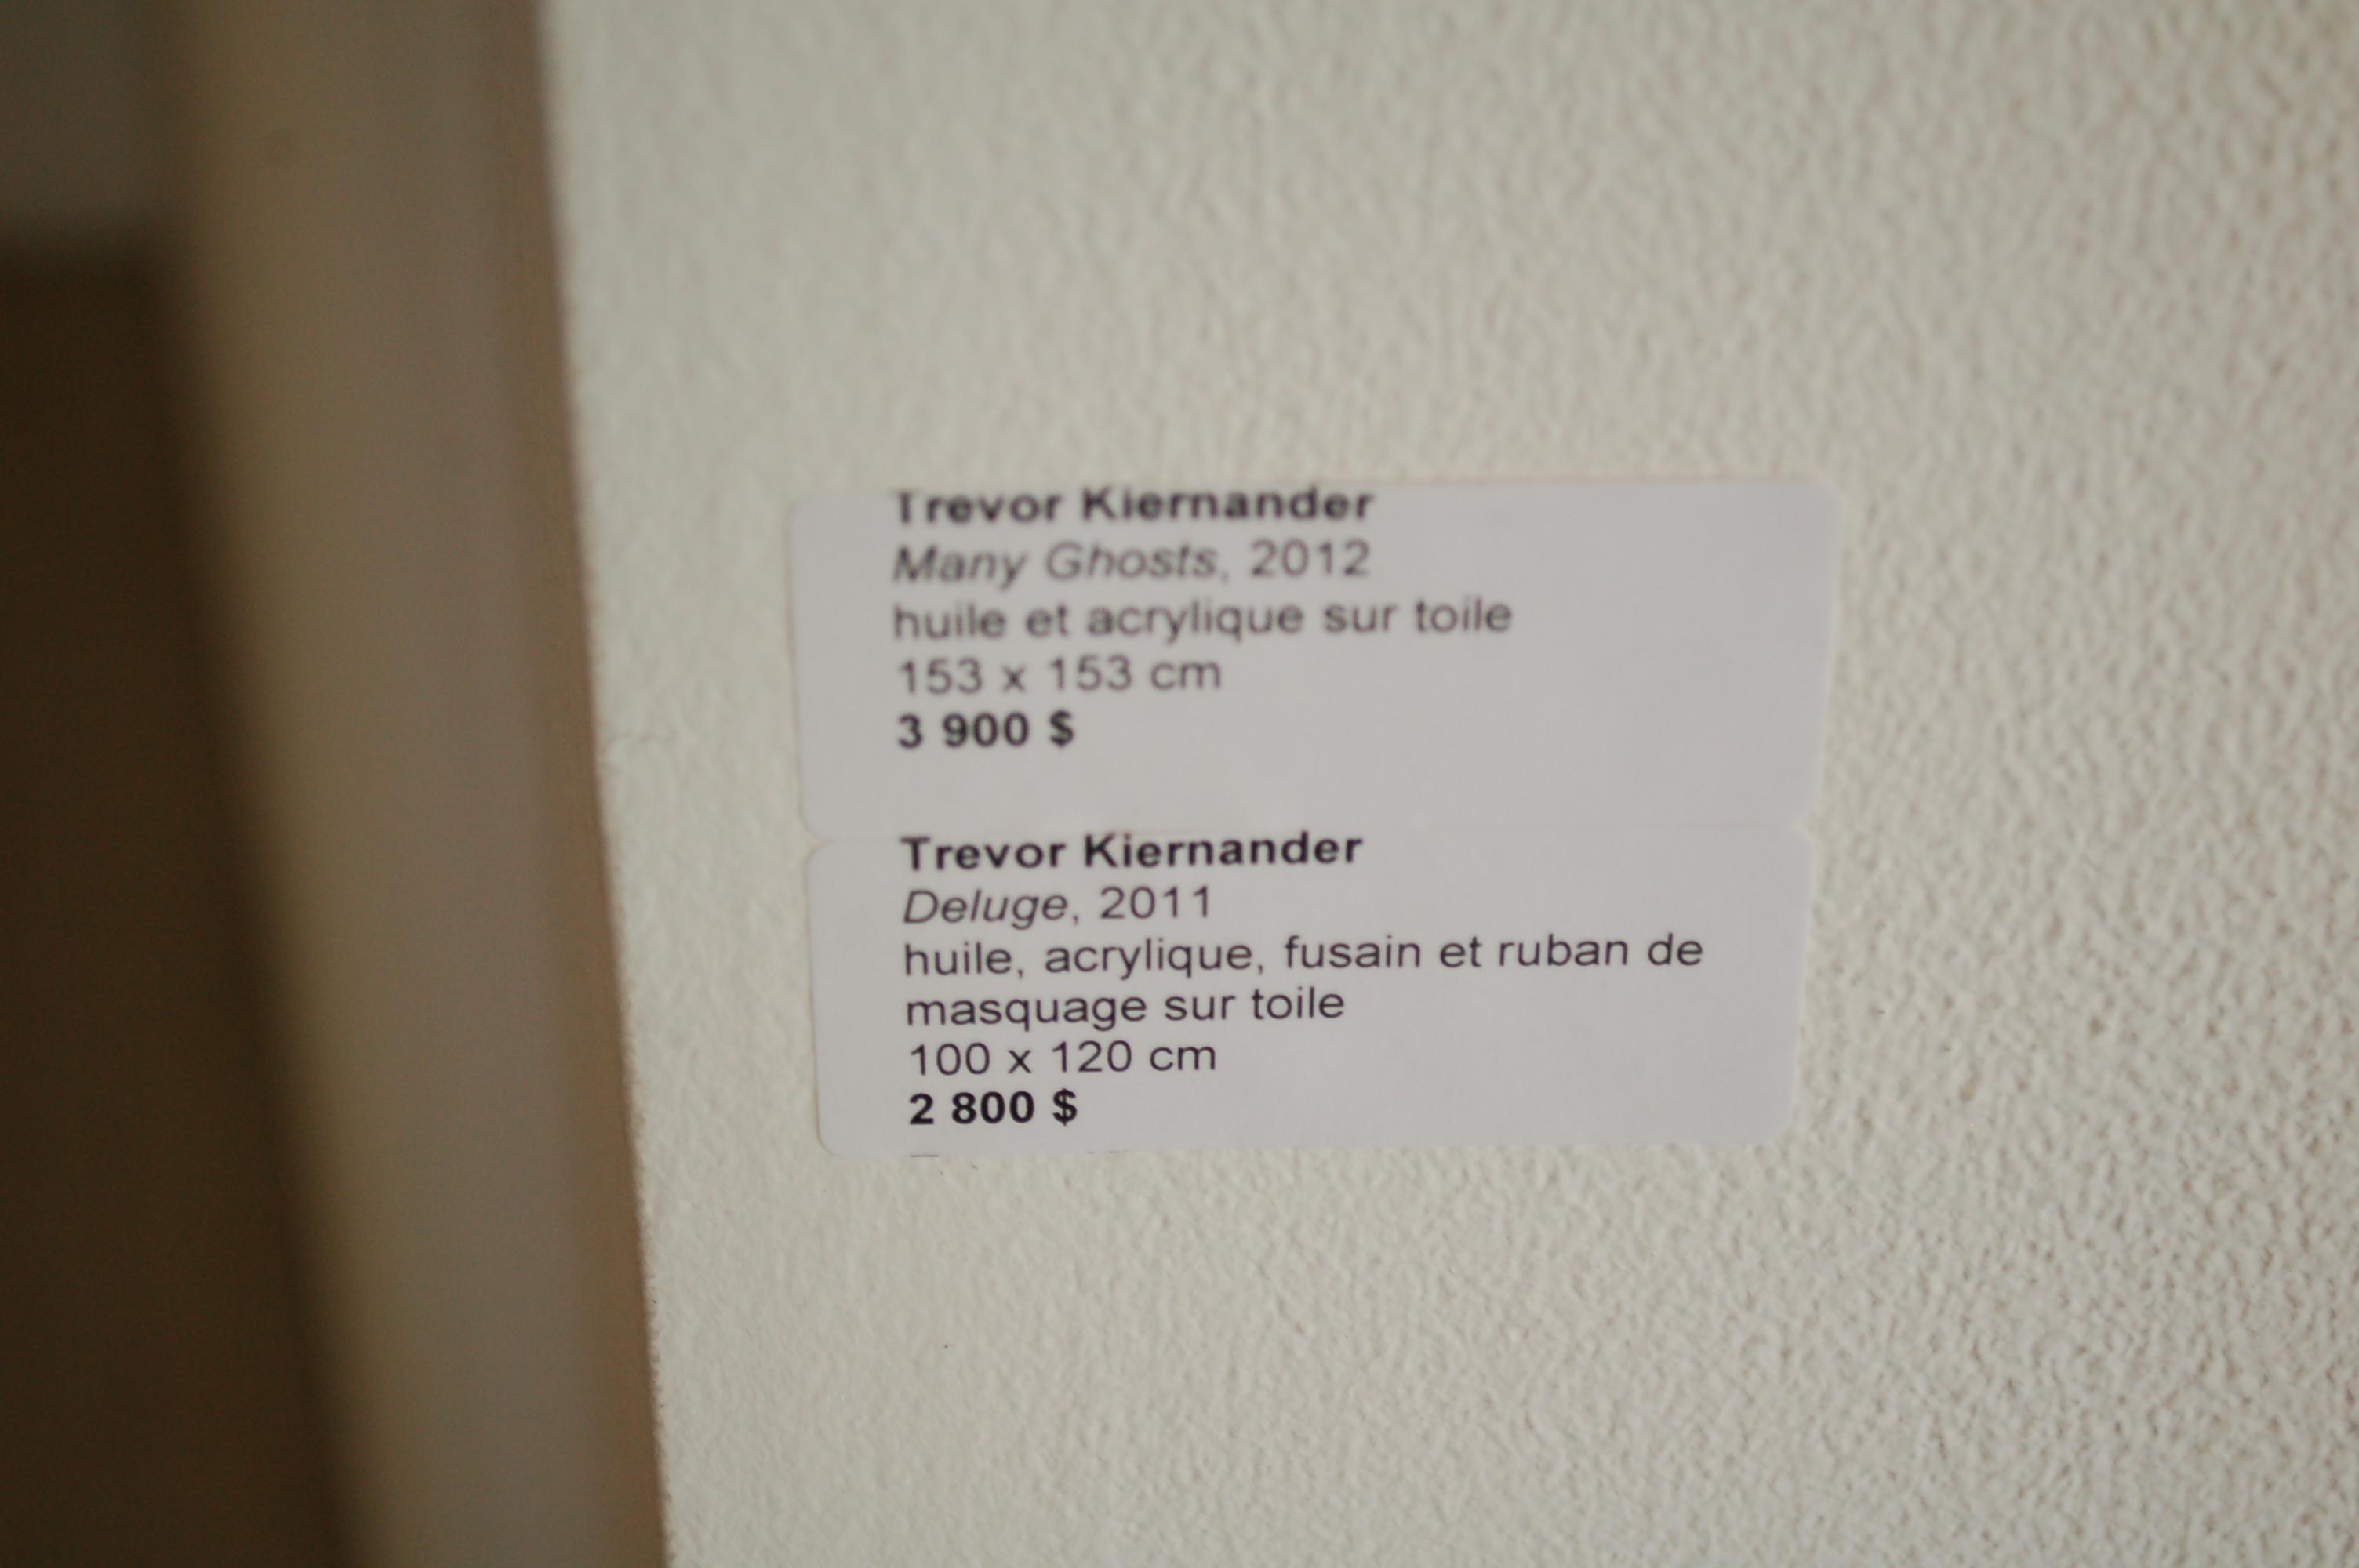 Trevor Kiernander
Many Ghosts, 2012
huile et acrylique sur toile
153 x 153 cm
3 900 $
Trevor Kiernander
Deluge, 2011
huile, acrylique, fusain et ruban de
masquage sur toile
100 x 120 cm
2 800 $